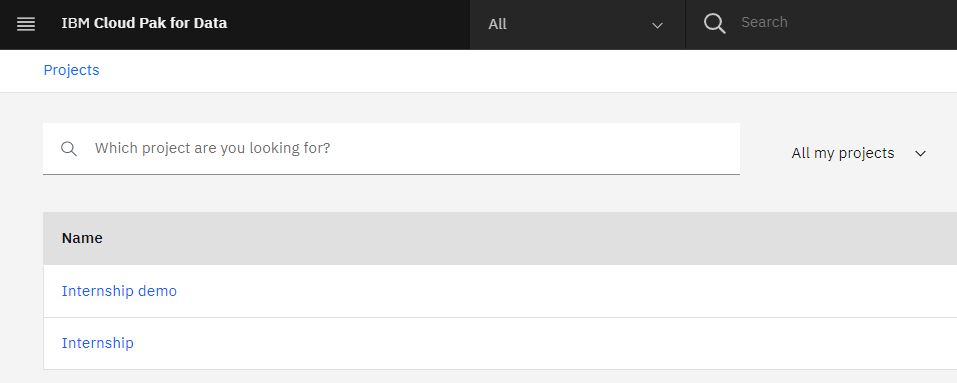 IBM Cloud Pak for Data All Search
Projects
Which project are you looking for? All my projects
Name
Internship demo
Internship